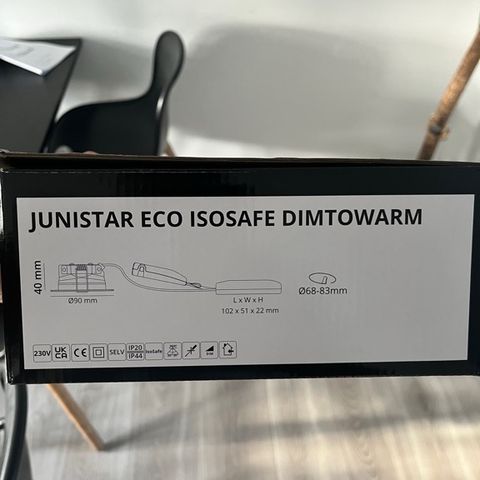 JUNISTAR ECO ISOSAFE DIMTOWARM
40 mm
Ø90 mm
L x W x H
102 x 51 x 22 mm
Ø68-83mm
230V UK CA CE SELV IP20 IP44 IsoSafe